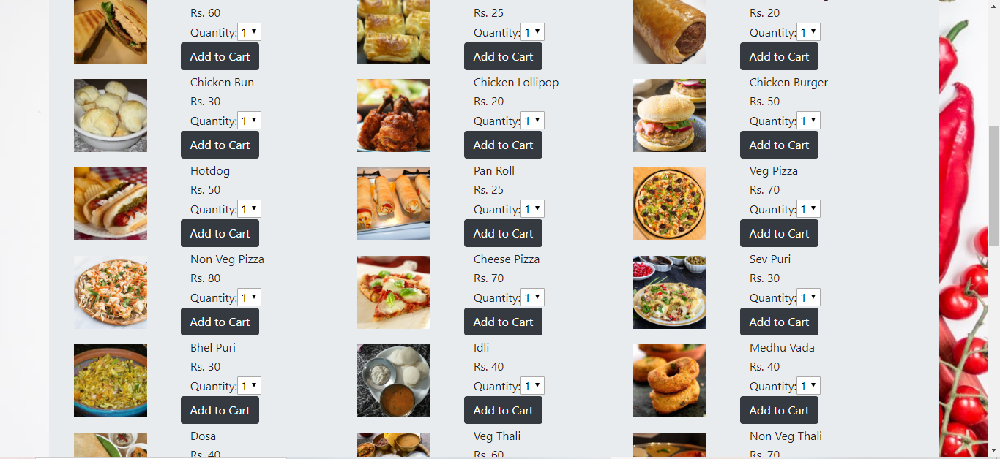 Rs. 60
Quantity: 1
Add to Cart
Rs. 25
Quantity: 1
Add to Cart
Rs. 20
Quantity: 1
Add to Cart
Chicken Bun
Rs. 30
Quantity: 1
Add to Cart
Chicken Lollipop
Rs. 20
Quantity: 1
Add to Cart
Chicken Burger
Rs. 50
Quantity: 1
Add to Cart
Hotdog
Rs. 50
Quantity: 1
Add to Cart
Pan Roll
Rs. 25
Quantity: 1
Add to Cart
Veg Pizza
Rs. 70
Quantity: 1
Add to Cart
Non Veg Pizza
Rs. 80
Quantity: 1
Add to Cart
Cheese Pizza
Rs. 70
Quantity: 1
Add to Cart
Sev Puri
Rs. 30
Quantity: 1
Add to Cart
Bhel Puri
Rs. 30
Quantity: 1
Add to Cart
Idli
Rs. 40
Quantity: 1
Add to Cart
Medhu Vada
Rs. 40
Quantity: 1
Add to Cart
Dosa
Rs. 40
Veg Thali
Rs. 60
Non Veg Thali
Rs. 70